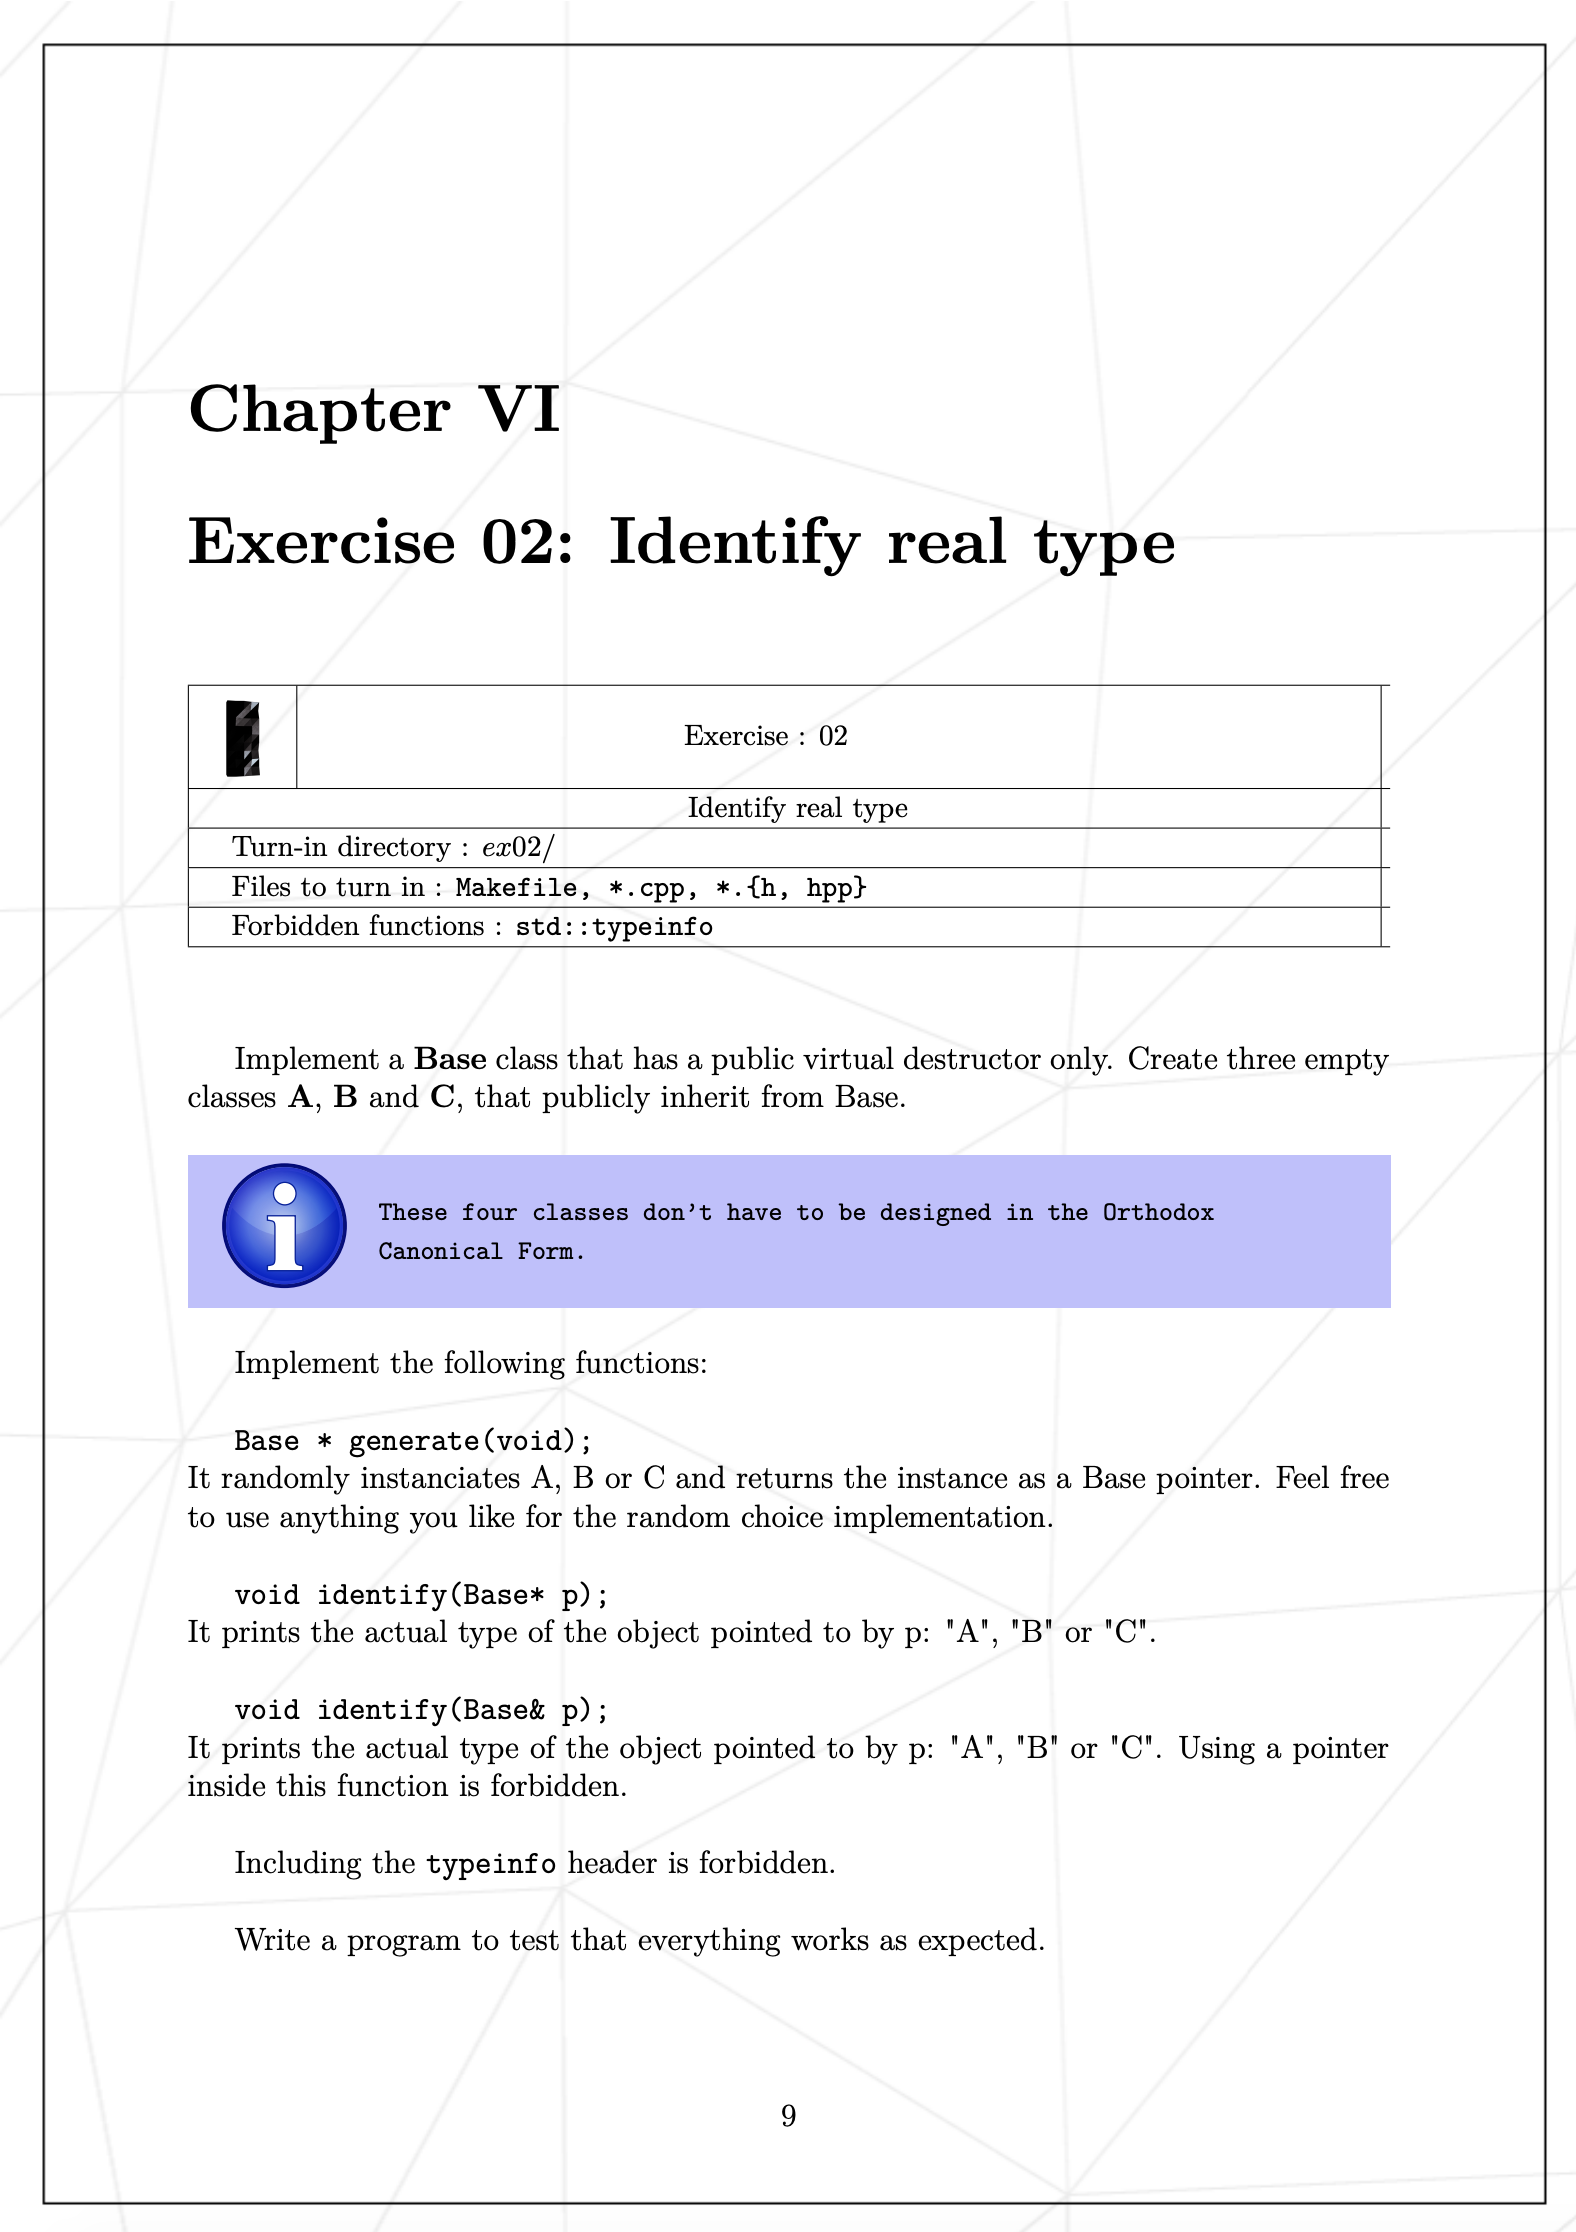 Chapter VI
Exercise 02: Identify real type
Exercise : 02
Identify real type
Turn-in directory : ex02/
Files to turn in : Makefile, *.cpp, *.{h, hpp}
Forbidden functions : std::typeinfo
Implement a Base class that has a public virtual destructor only. Create three empty
classes A, B and C, that publicly inherit from Base.
These four classes don't have to be designed in the Orthodox
Canonical Form.
Implement the following functions:
Base * generate(void);
It randomly instanciates A, B or C and returns the instance as a Base pointer. Feel free
to use anything you like for the random choice implementation.
void identify(Base* p);
It prints the actual type of the object pointed to by p: "A", "B" or "C".
void identify(Base& p);
It prints the actual type of the object pointed to by p: "A", "B" or "C". Using a pointer
inside this function is forbidden.
Including the typeinfo header is forbidden.
Write a program to test that everything works as expected.
9